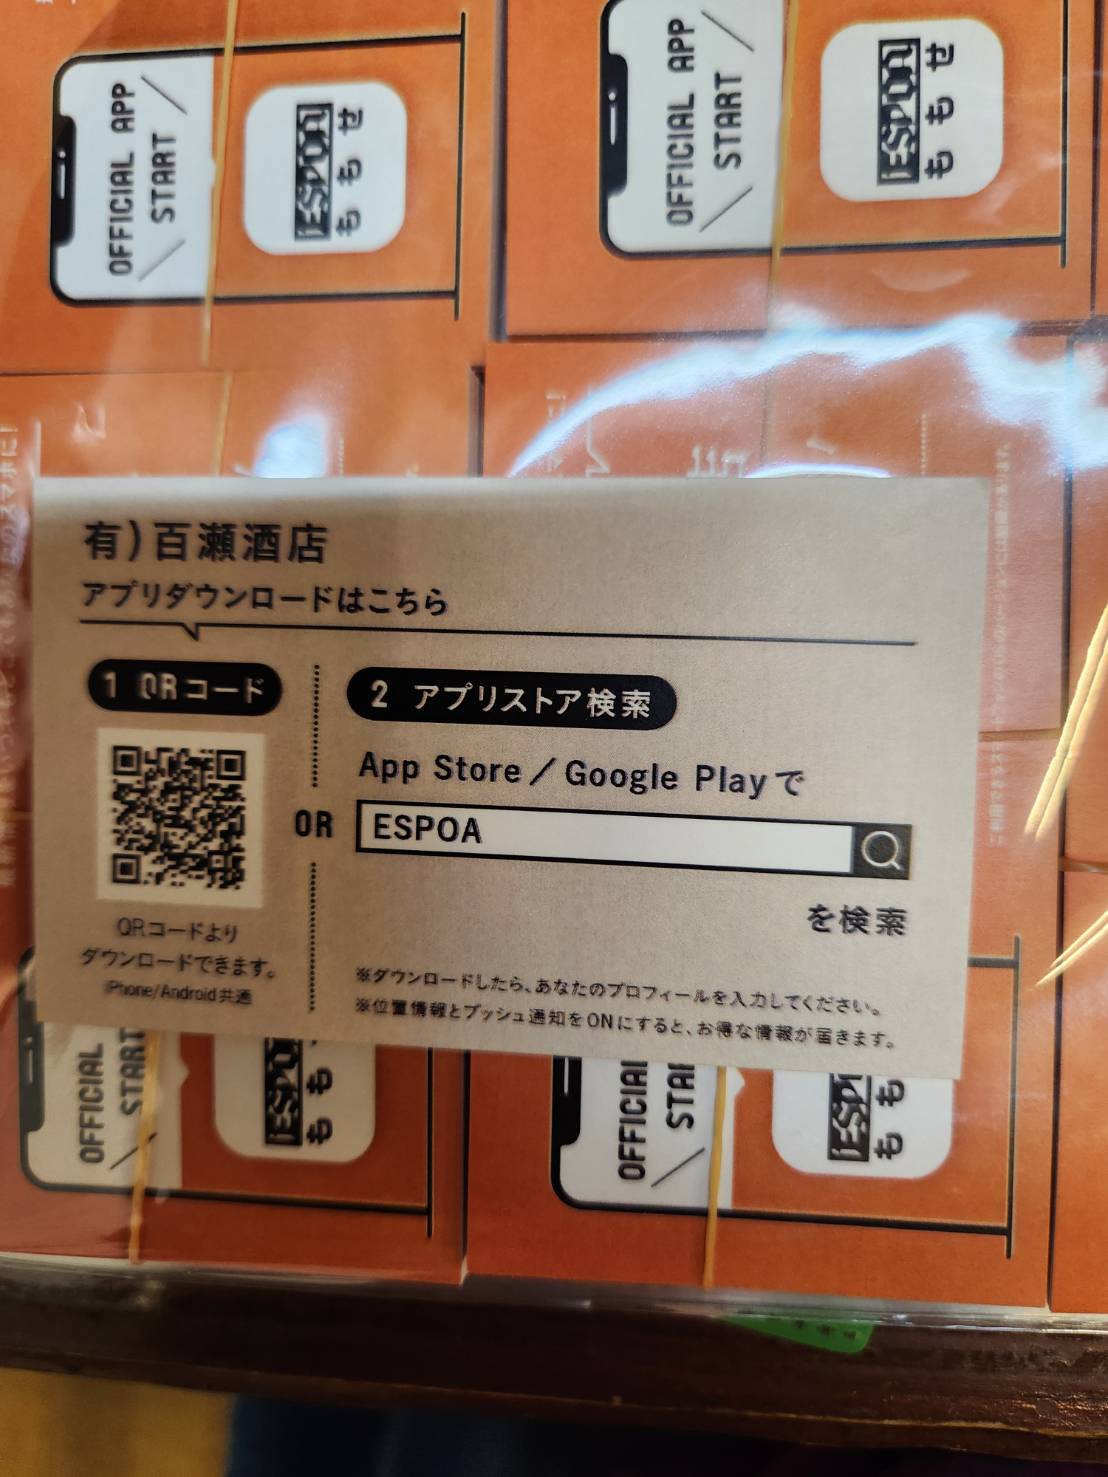 OFFICIAL APP
START
ESPOA
ももせ
OFFICIAL APP
START
ESPOA
ももせ
有)百瀬酒店
アプリダウンロードはこちら
1 QRコード
QRコードより
ダウンロードできます。
iPhone/Android共通
OR
2 アプリストア検索
App Store/Google Playで
ESPOA
を検索
※ダウンロードしたら、あなたのプロフィールを入力してください。
※位置情報とプッシュ通知をONにすると、お得な情報が届きます。
OFFICIAL
START
もも
OFFICIAL
もも